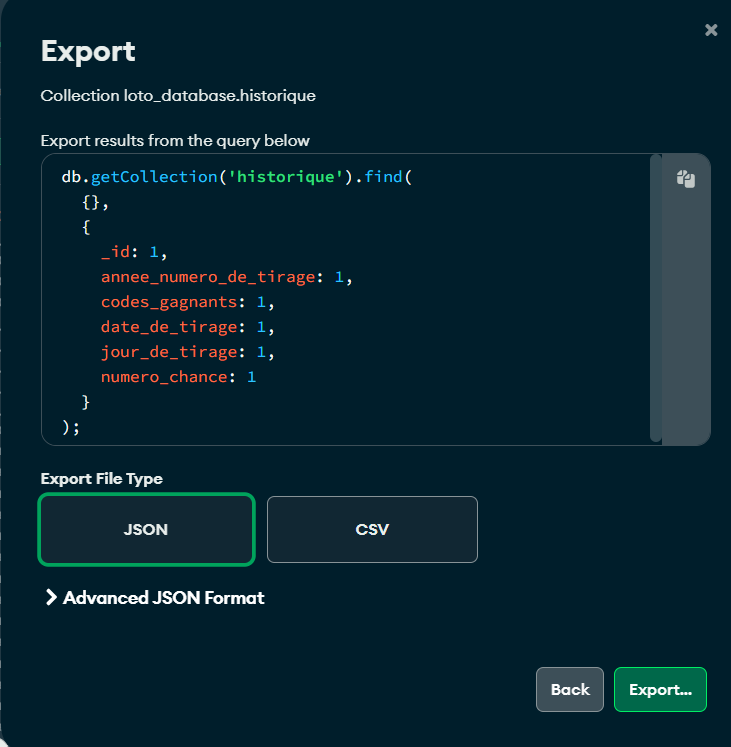 Export
Collection loto_database.historique
Export results from the query below
db.getCollection('historique').find(
  {},
  {
    _id: 1,
    annee_numero_de_tirage: 1,
    codes_gagnants: 1,
    date_de_tirage: 1,
    jour_de_tirage: 1,
    numero_chance: 1
  }
);
Export File Type
JSON
CSV
Advanced JSON Format
Back
Export...